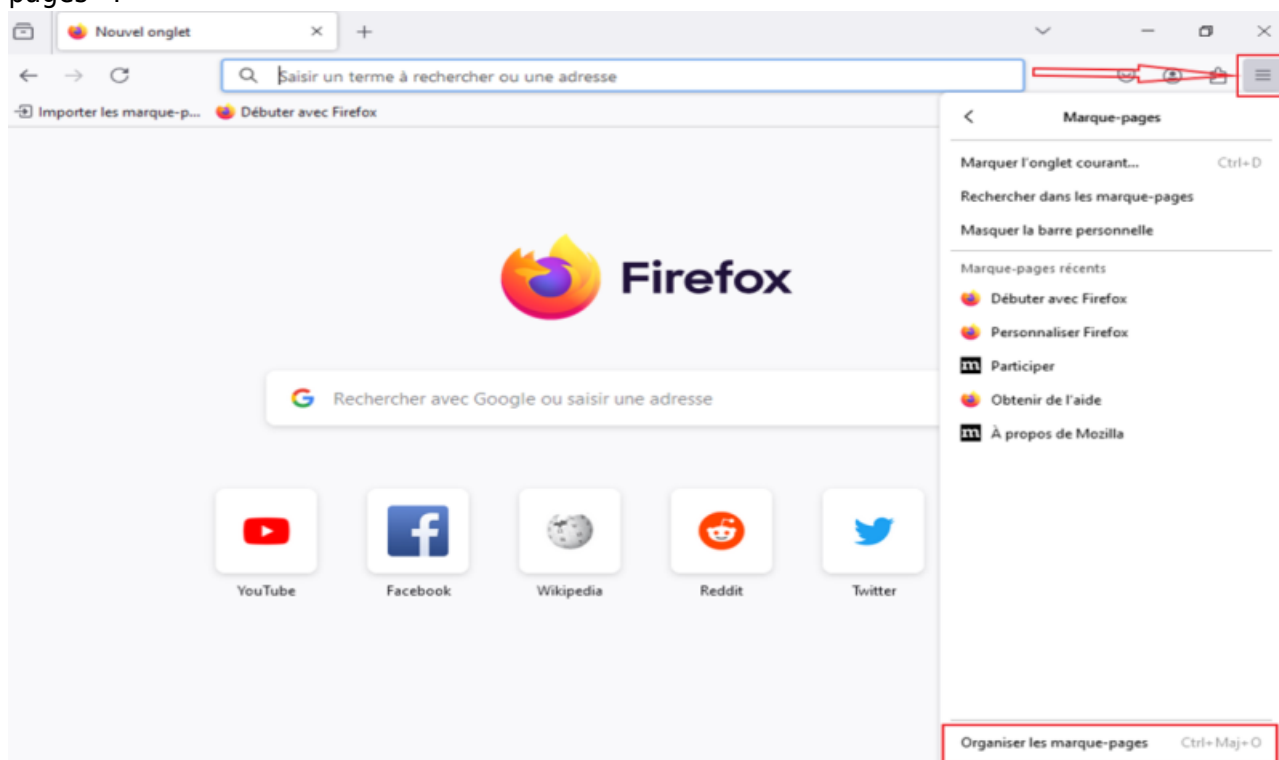 pages ".
Nouvel onglet
Saisir un terme à rechercher ou une adresse
Importer les marque-p... Débuter avec Firefox
Marque-pages
Marquer l'onglet courant... Ctrl+D
Rechercher dans les marque-pages
Masquer la barre personnelle
Marque-pages récents
Débuter avec Firefox
Personnaliser Firefox
Participer
Obtenir de l'aide
À propos de Mozilla
Firefox
Rechercher avec Google ou saisir une adresse
YouTube Facebook Wikipedia Reddit Twitter
Organiser les marque-pages Ctrl+Maj+O